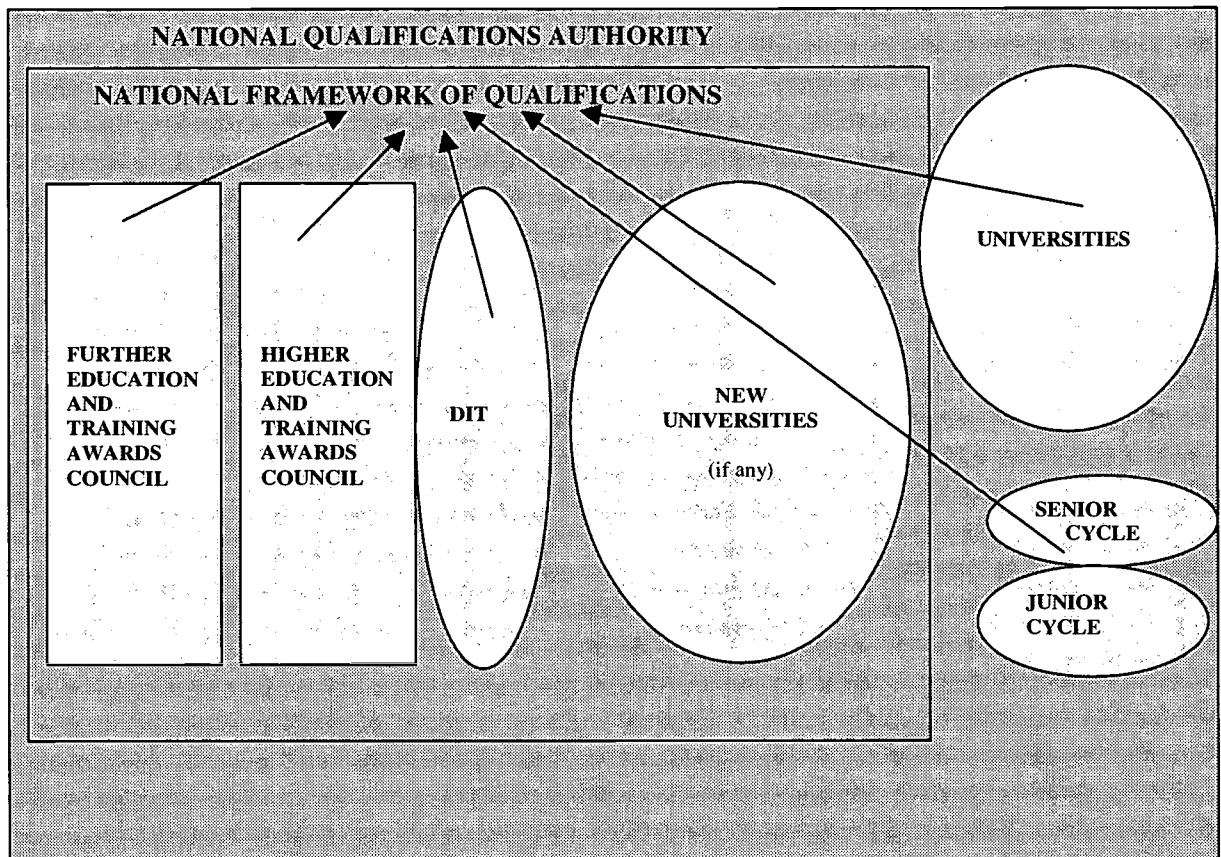 NATIONAL QUALIFICATIONS AUTHORITY
NATIONAL FRAMEWORK OF QUALIFICATIONS
FURTHER
EDUCATION
AND
TRAINING
AWARDS
COUNCIL
HIGHER
EDUCATION
AND
TRAINING
AWARDS
COUNCIL
DIT
NEW
UNIVERSITIES
(if any)
UNIVERSITIES
SENIOR
CYCLE
JUNIOR
CYCLE